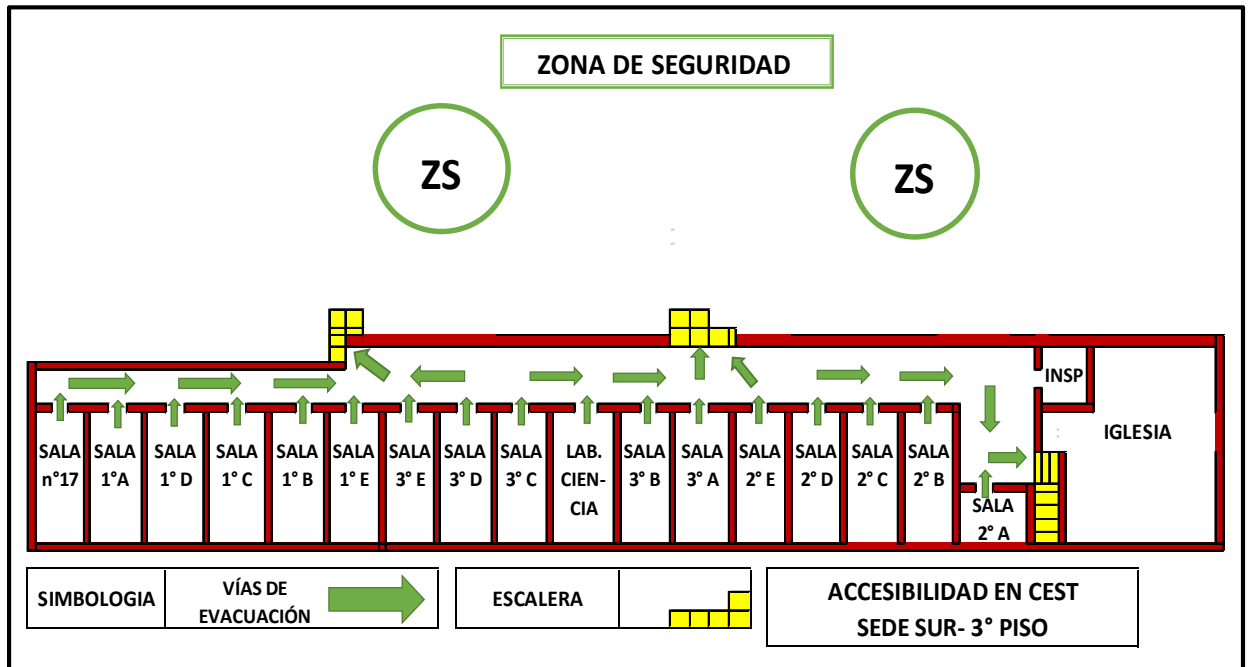 ZONA DE SEGURIDAD
ZS
ZS
INSP
IGLESIA
SALA
n°17
SALA
1°A
SALA
1° D
SALA
1° C
SALA
1° B
SALA
1° E
SALA
3° E
SALA
3° D
SALA
3° C
LAB.
CIEN-
CIA
SALA
3° B
SALA
3° A
SALA
2° E
SALA
2° D
SALA
2° C
SALA
2° B
SALA
2° A
SIMBOLOGIA
VÍAS DE
EVACUACIÓN
ESCALERA
ACCESIBILIDAD EN CEST
SEDE SUR- 3° PISO